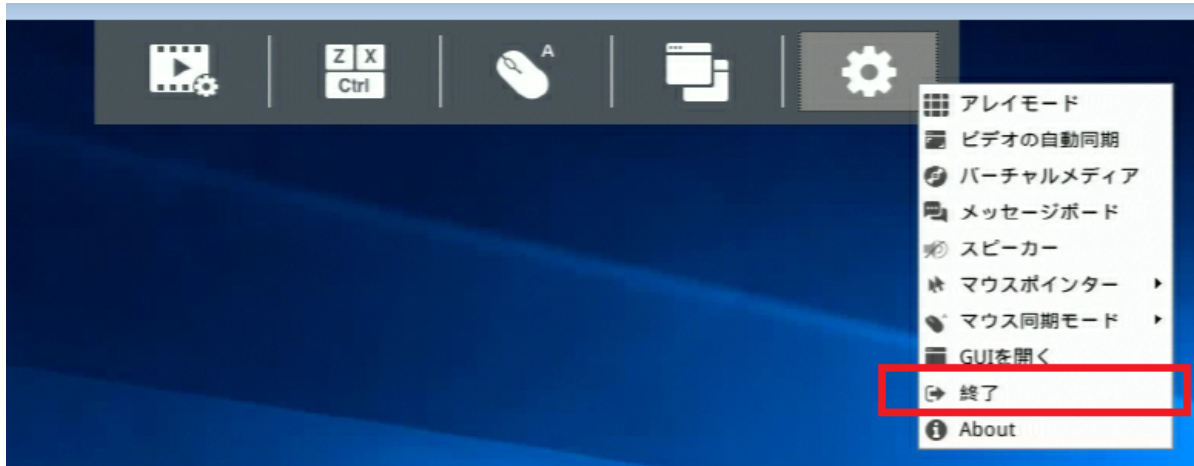 Z X
Ctrl
A
アレイモード
ビデオの自動同期
バーチャルメディア
メッセージボード
スピーカー
マウスポインター
マウス同期モード
GUIを開く
終了
About